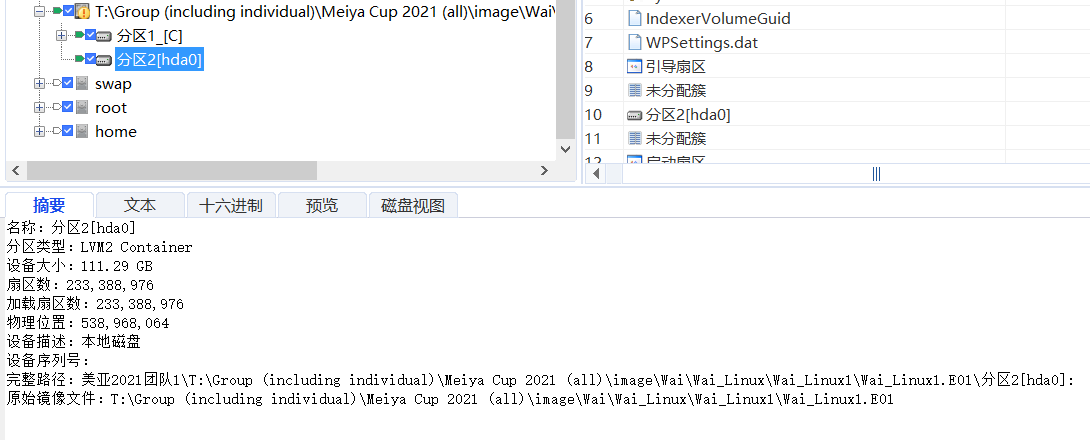 T:\Group (including individual)\Meiya Cup 2021 (all)\image\Wai\
分区1_[C]
分区2[hda0]
swap
root
home
6 IndexerVolumeGuid
7 WPSettings.dat
8 引导扇区
9 未分配簇
10 分区2[hda0]
11 未分配簇
12 启动扇区
摘要 文本 十六进制 预览 磁盘视图
名称：分区2[hda0]
分区类型：LVM2 Container
设备大小：111.29 GB
扇区数：233,388,976
加载扇区数：233,388,976
物理位置：538,968,064
设备描述：本地磁盘
设备序列号：
完整路径：美亚2021团队1\T:\Group (including individual)\Meiya Cup 2021 (all)\image\Wai\Wai_Linux\Wai_Linux1\Wai_Linux1.E01\分区2[hda0]:
原始镜像文件：T:\Group (including individual)\Meiya Cup 2021 (all)\image\Wai\Wai_Linux\Wai_Linux1\Wai_Linux1.E01